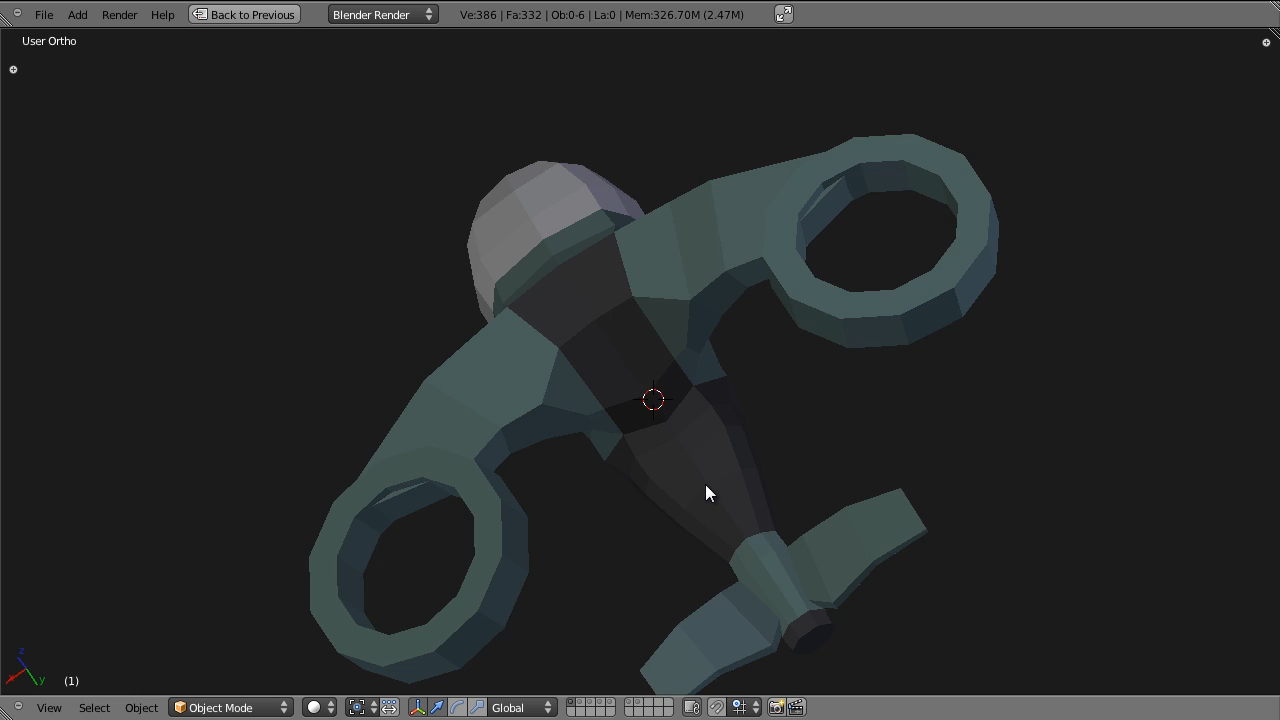 File Add Render Help Back to Previous Blender Render Ve:386 | Fa:332 | Ob:0-6 | La:0 | Mem:326.70M (2.47M)
User Ortho
z
x y (1)
View Select Object Object Mode Global